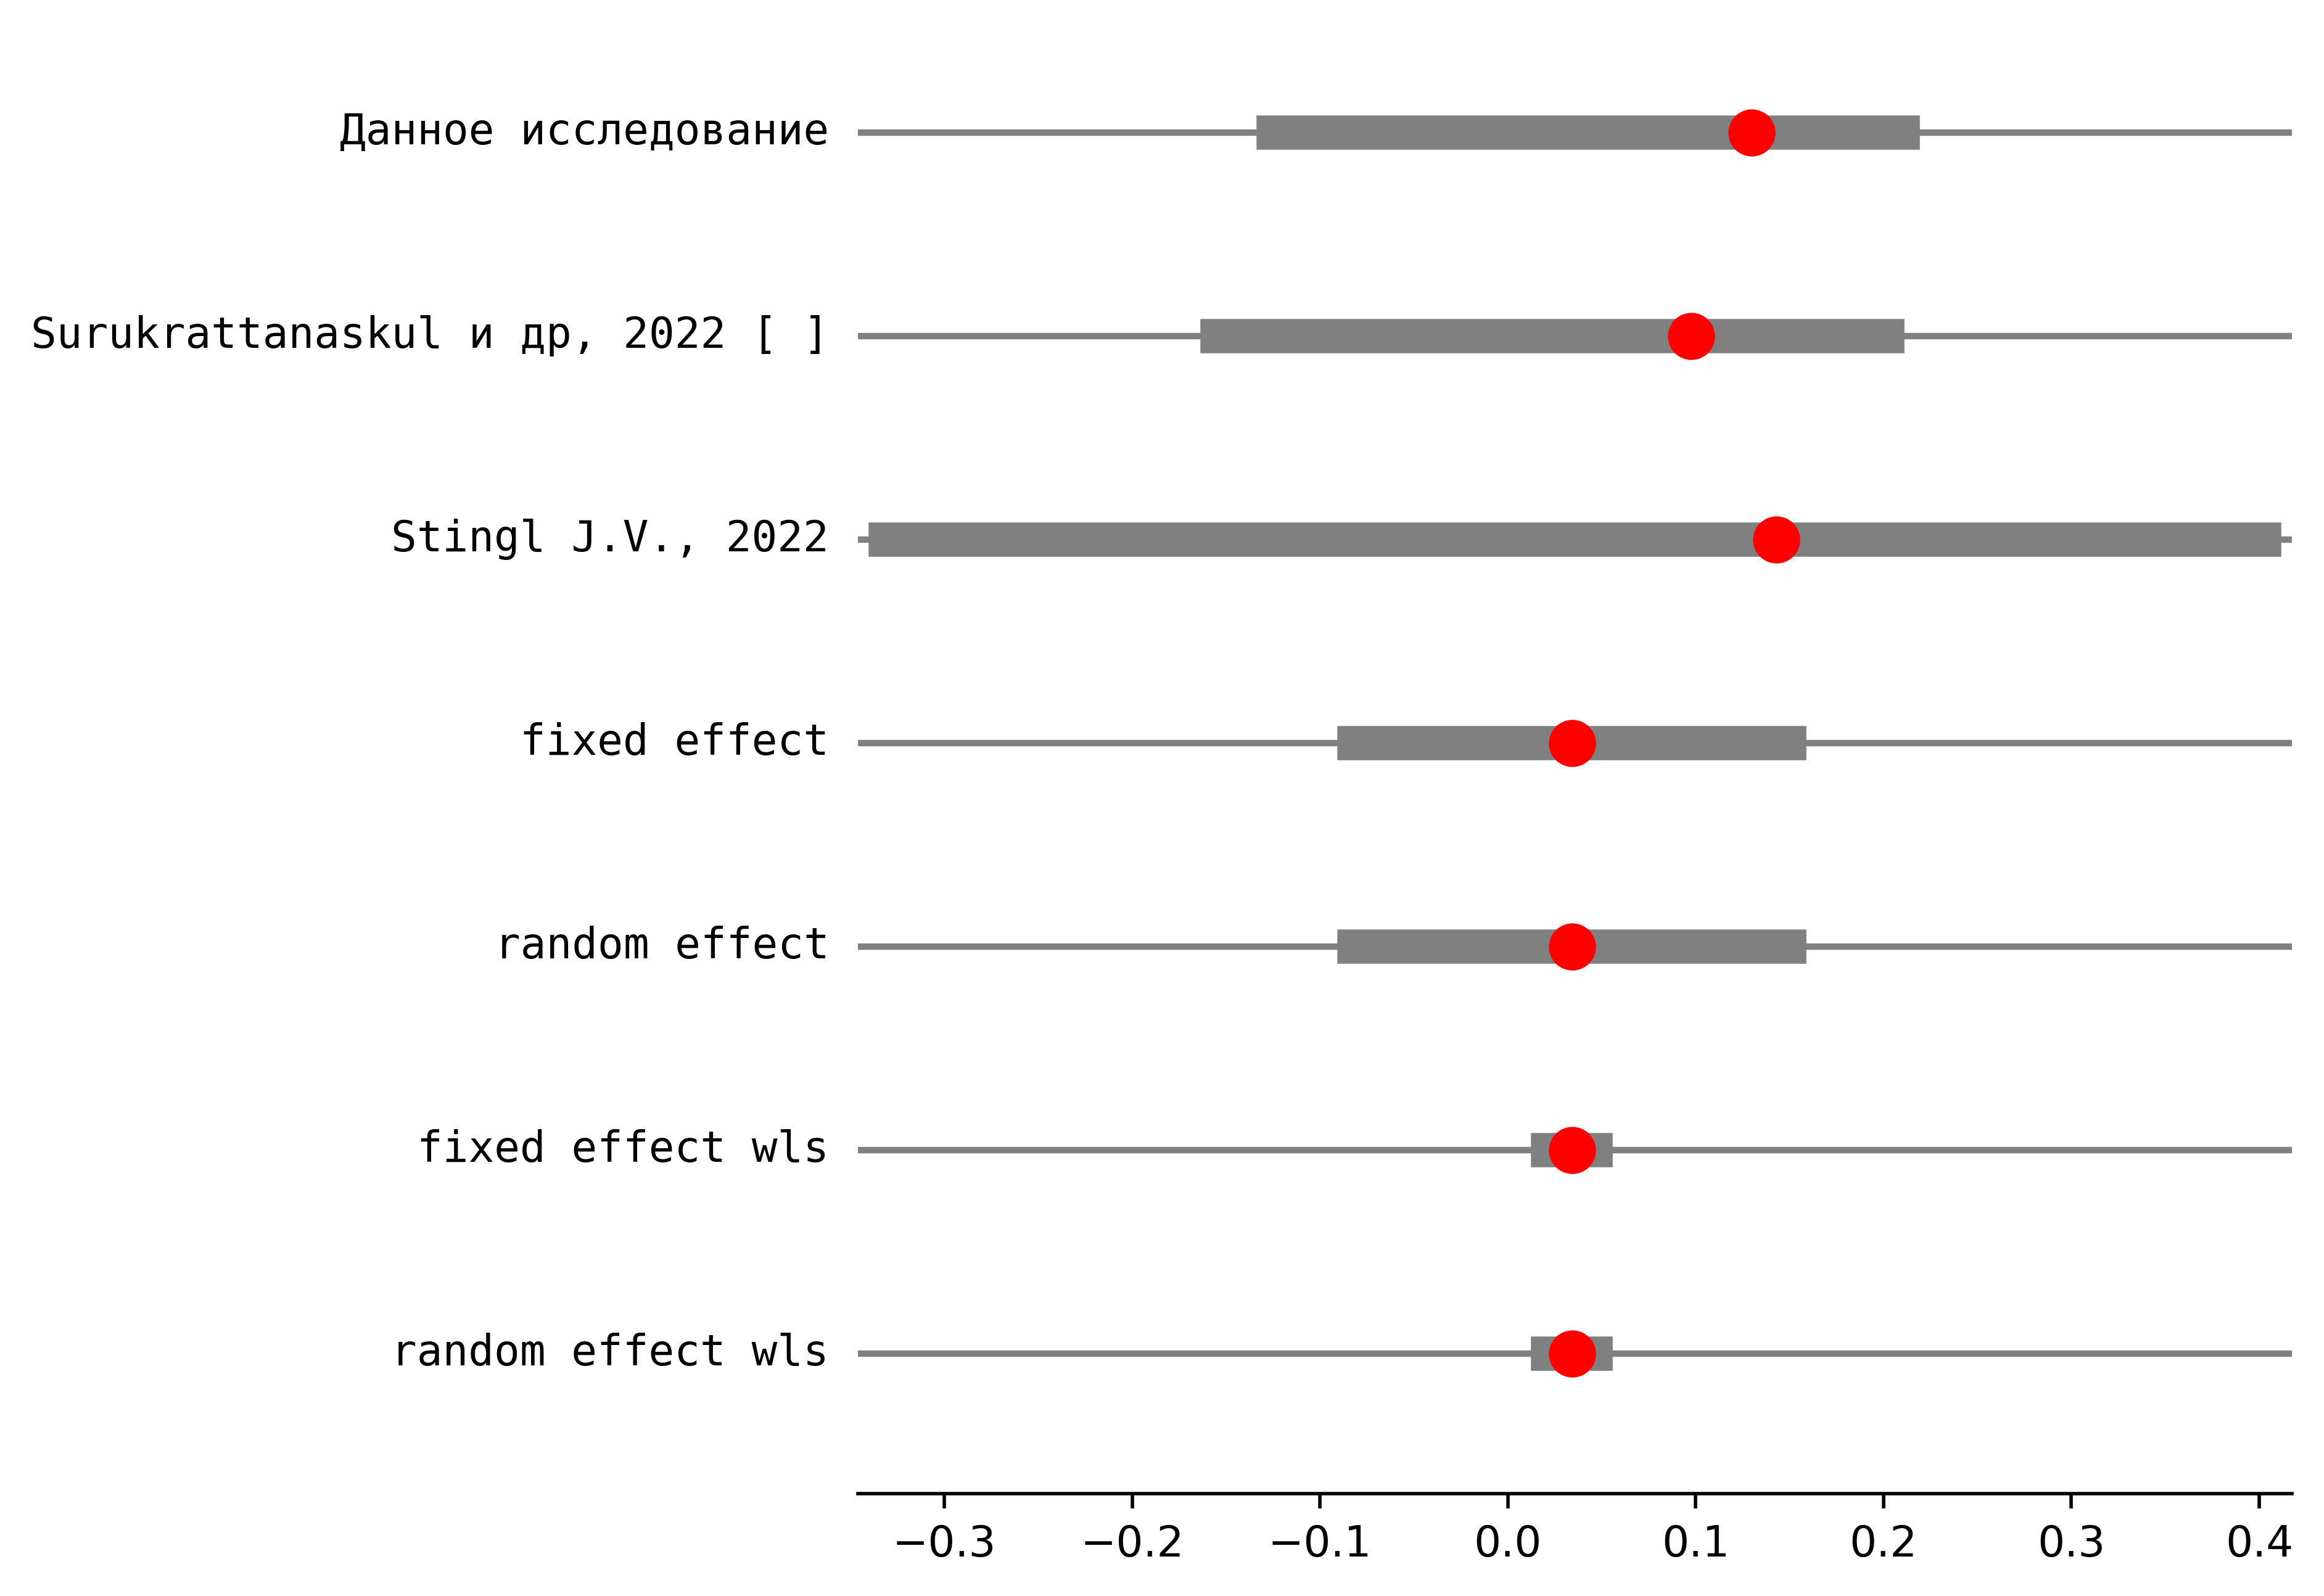 Данное исследование
Surukrattanaskul и др, 2022 [ ]
Stingl J.V., 2022
fixed effect
random effect
fixed effect wls
random effect wls
−0.3 −0.2 −0.1 0.0 0.1 0.2 0.3 0.4